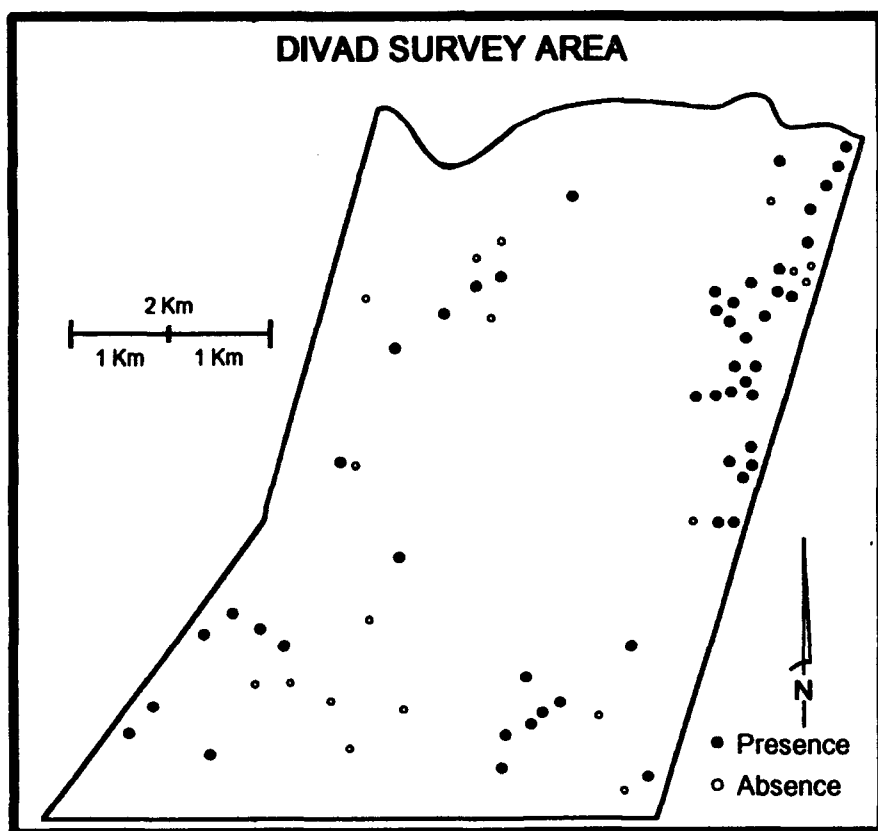 DIVAD SURVEY AREA
2 Km
1 Km 1 Km
N
Presence
Absence